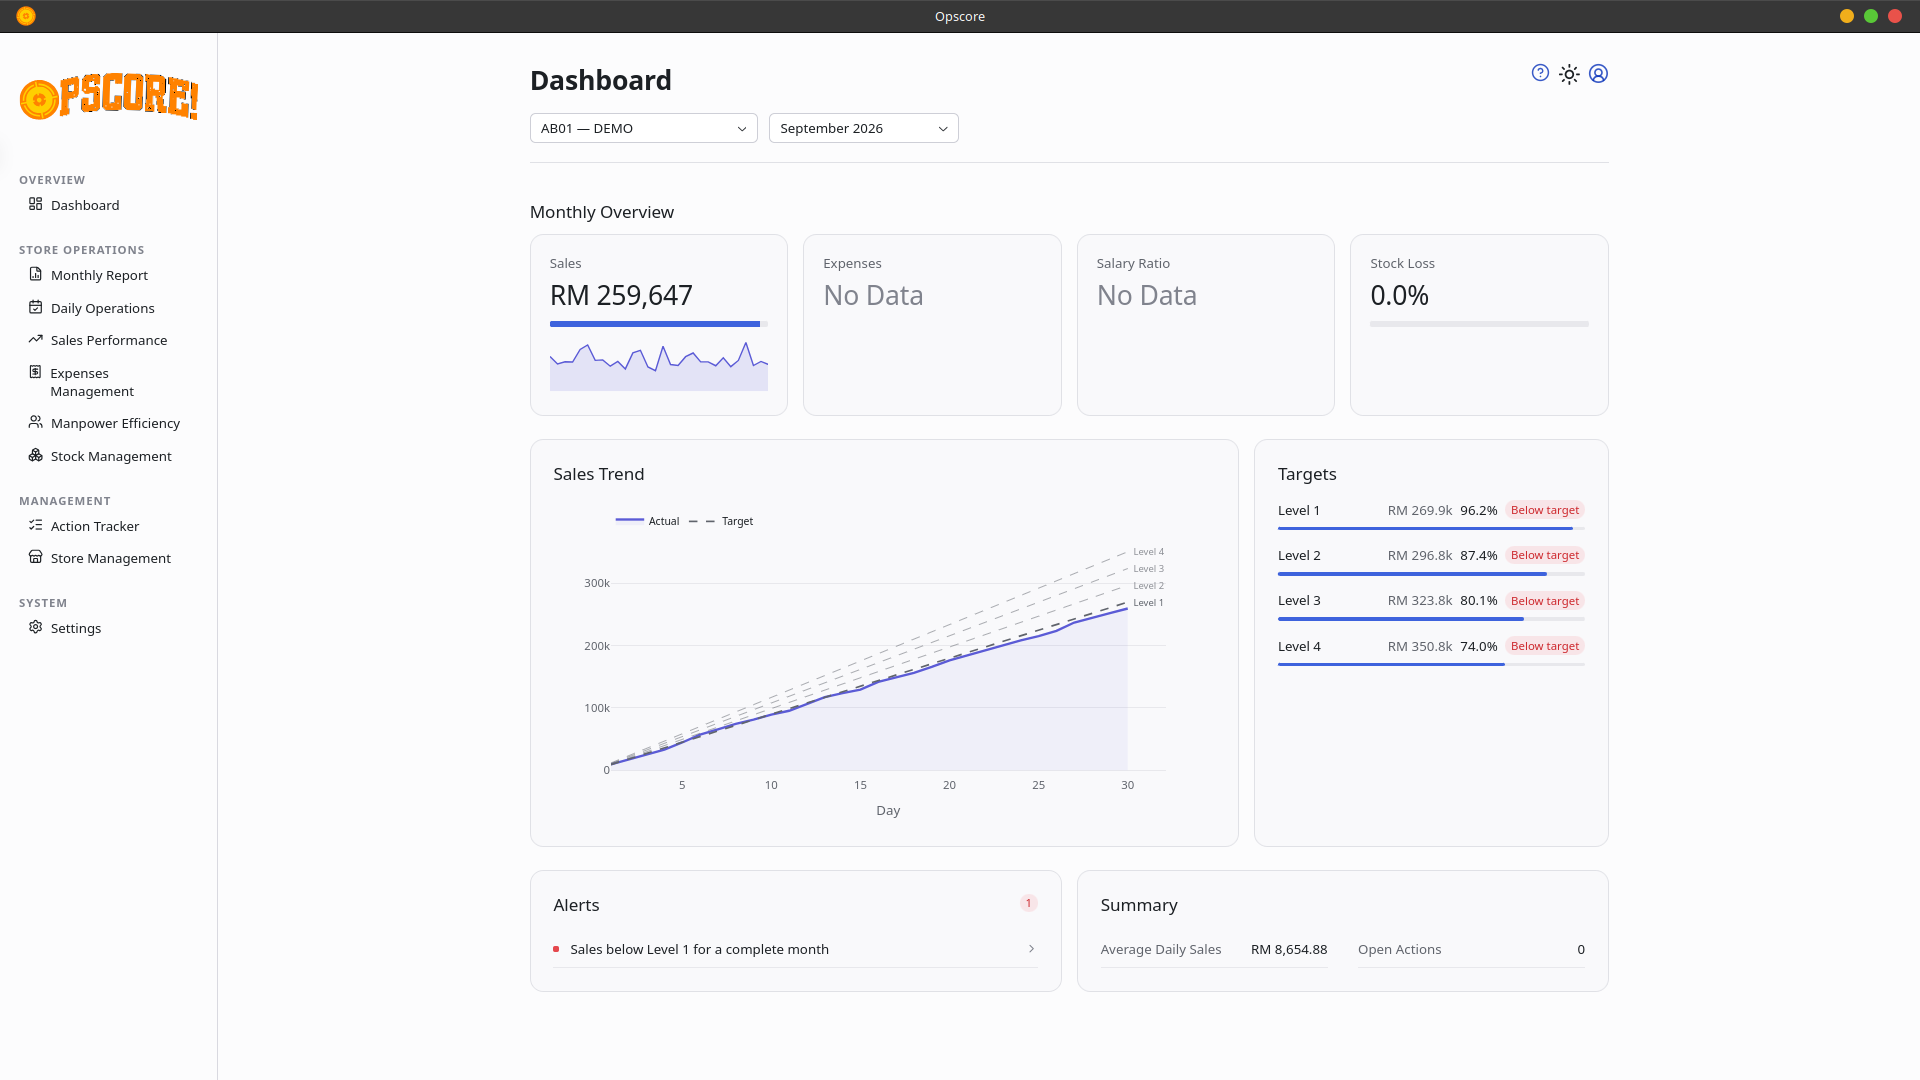 Opscore
OPSCORE!
OVERVIEW
Dashboard
STORE OPERATIONS
Monthly Report
Daily Operations
Sales Performance
Expenses
Management
Manpower Efficiency
Stock Management
MANAGEMENT
Action Tracker
Store Management
SYSTEM
Settings
Dashboard
AB01 — DEMO
September 2026
Monthly Overview
Sales
RM 259,647
Expenses
No Data
Salary Ratio
No Data
Stock Loss
0.0%
Sales Trend
Actual Target
Level 4
Level 3
Level 2
Level 1
300k
200k
100k
0
5 10 15 20 25 30
Day
Targets
Level 1 RM 269.9k 96.2% Below target
Level 2 RM 296.8k 87.4% Below target
Level 3 RM 323.8k 80.1% Below target
Level 4 RM 350.8k 74.0% Below target
Alerts 1
Sales below Level 1 for a complete month
Summary
Average Daily Sales RM 8,654.88 Open Actions 0